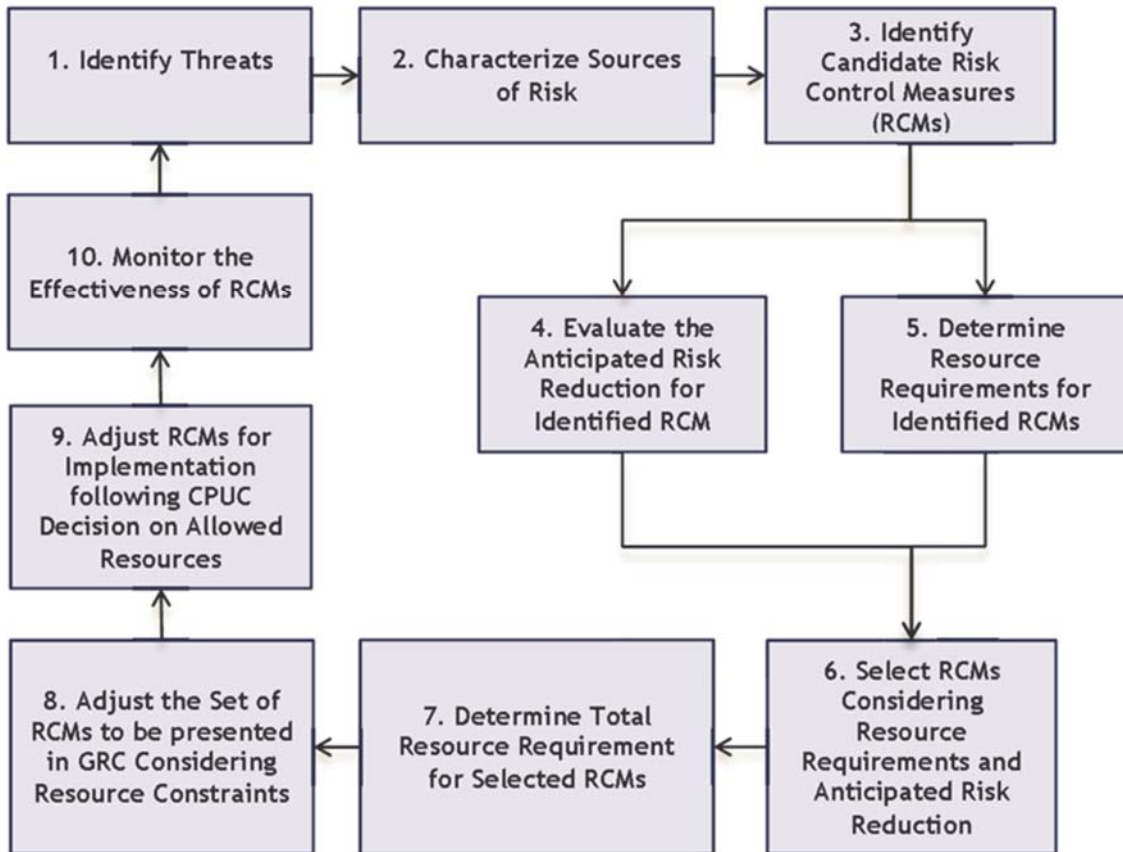 1. Identify Threats
2. Characterize Sources
of Risk
3. Identify
Candidate Risk
Control Measures
(RCMs)
4. Evaluate the
Anticipated Risk
Reduction for
Identified RCM
5. Determine
Resource
Requirements for
Identified RCMs
6. Select RCMs
Considering
Resource
Requirements and
Anticipated Risk
Reduction
7. Determine Total
Resource Requirement
for Selected RCMs
8. Adjust the Set of
RCMs to be presented
in GRC Considering
Resource Constraints
9. Adjust RCMs for
Implementation
following CPUC
Decision on Allowed
Resources
10. Monitor the
Effectiveness of RCMs